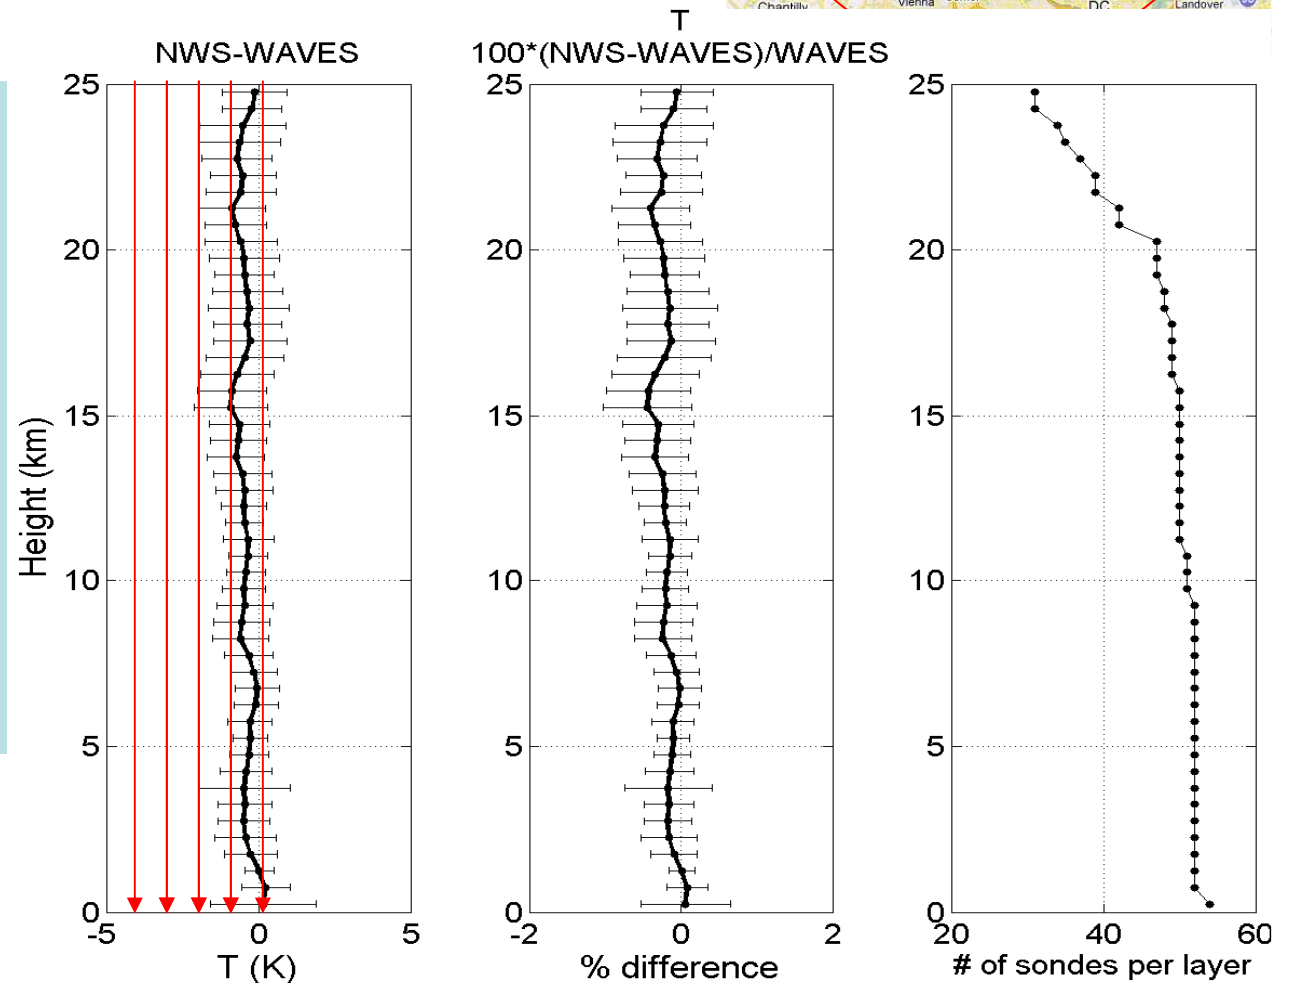 Chantilly Vienna DC Landover
T
NWS-WAVES 100*(NWS-WAVES)/WAVES
25 25 25
20 20 20
15 15 15
Height (km)
10 10 10
5 5 5
0 0 0
-5 0 5 -2 0 2 20 40 60
T (K) % difference # of sondes per layer